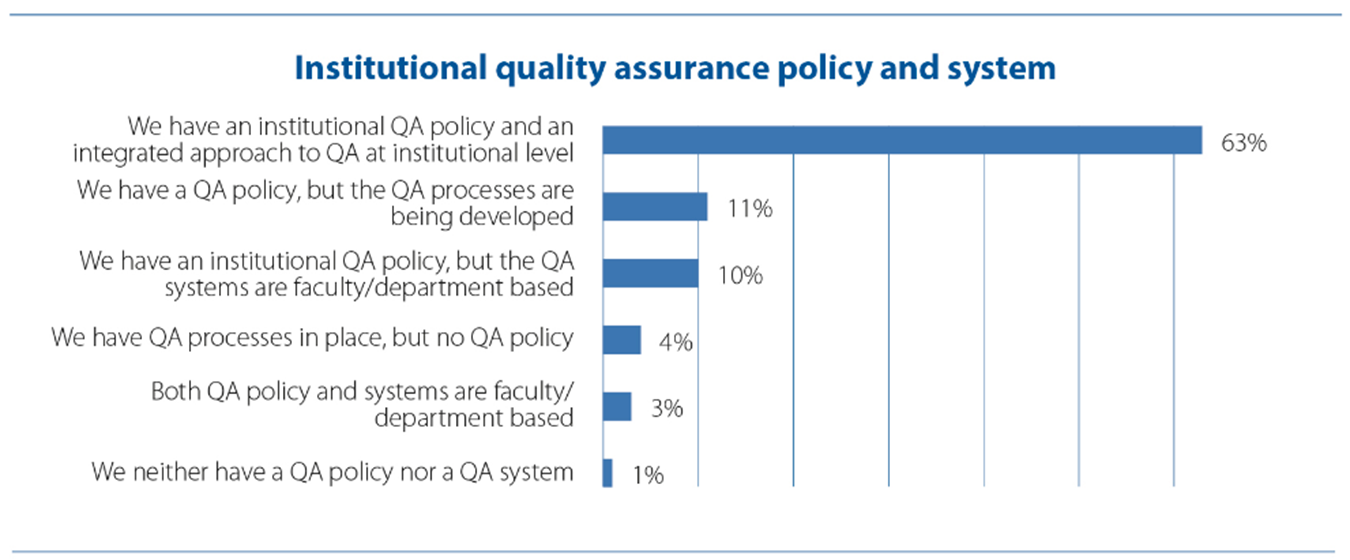 Institutional quality assurance policy and system
We have an institutional QA policy and an
integrated approach to QA at institutional level
63%
We have a QA policy, but the QA processes are
being developed
11%
We have an institutional QA policy, but the QA
systems are faculty/department based
10%
We have QA processes in place, but no QA policy
4%
Both QA policy and systems are faculty/
department based
3%
We neither have a QA policy nor a QA system
1%